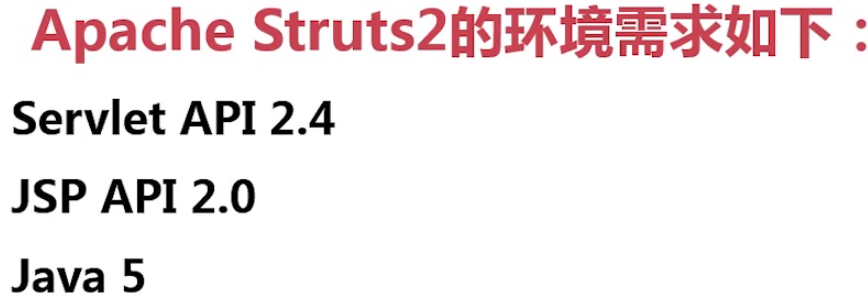 Apache Struts2的环境需求如下：
Servlet API 2.4
JSP API 2.0
Java 5